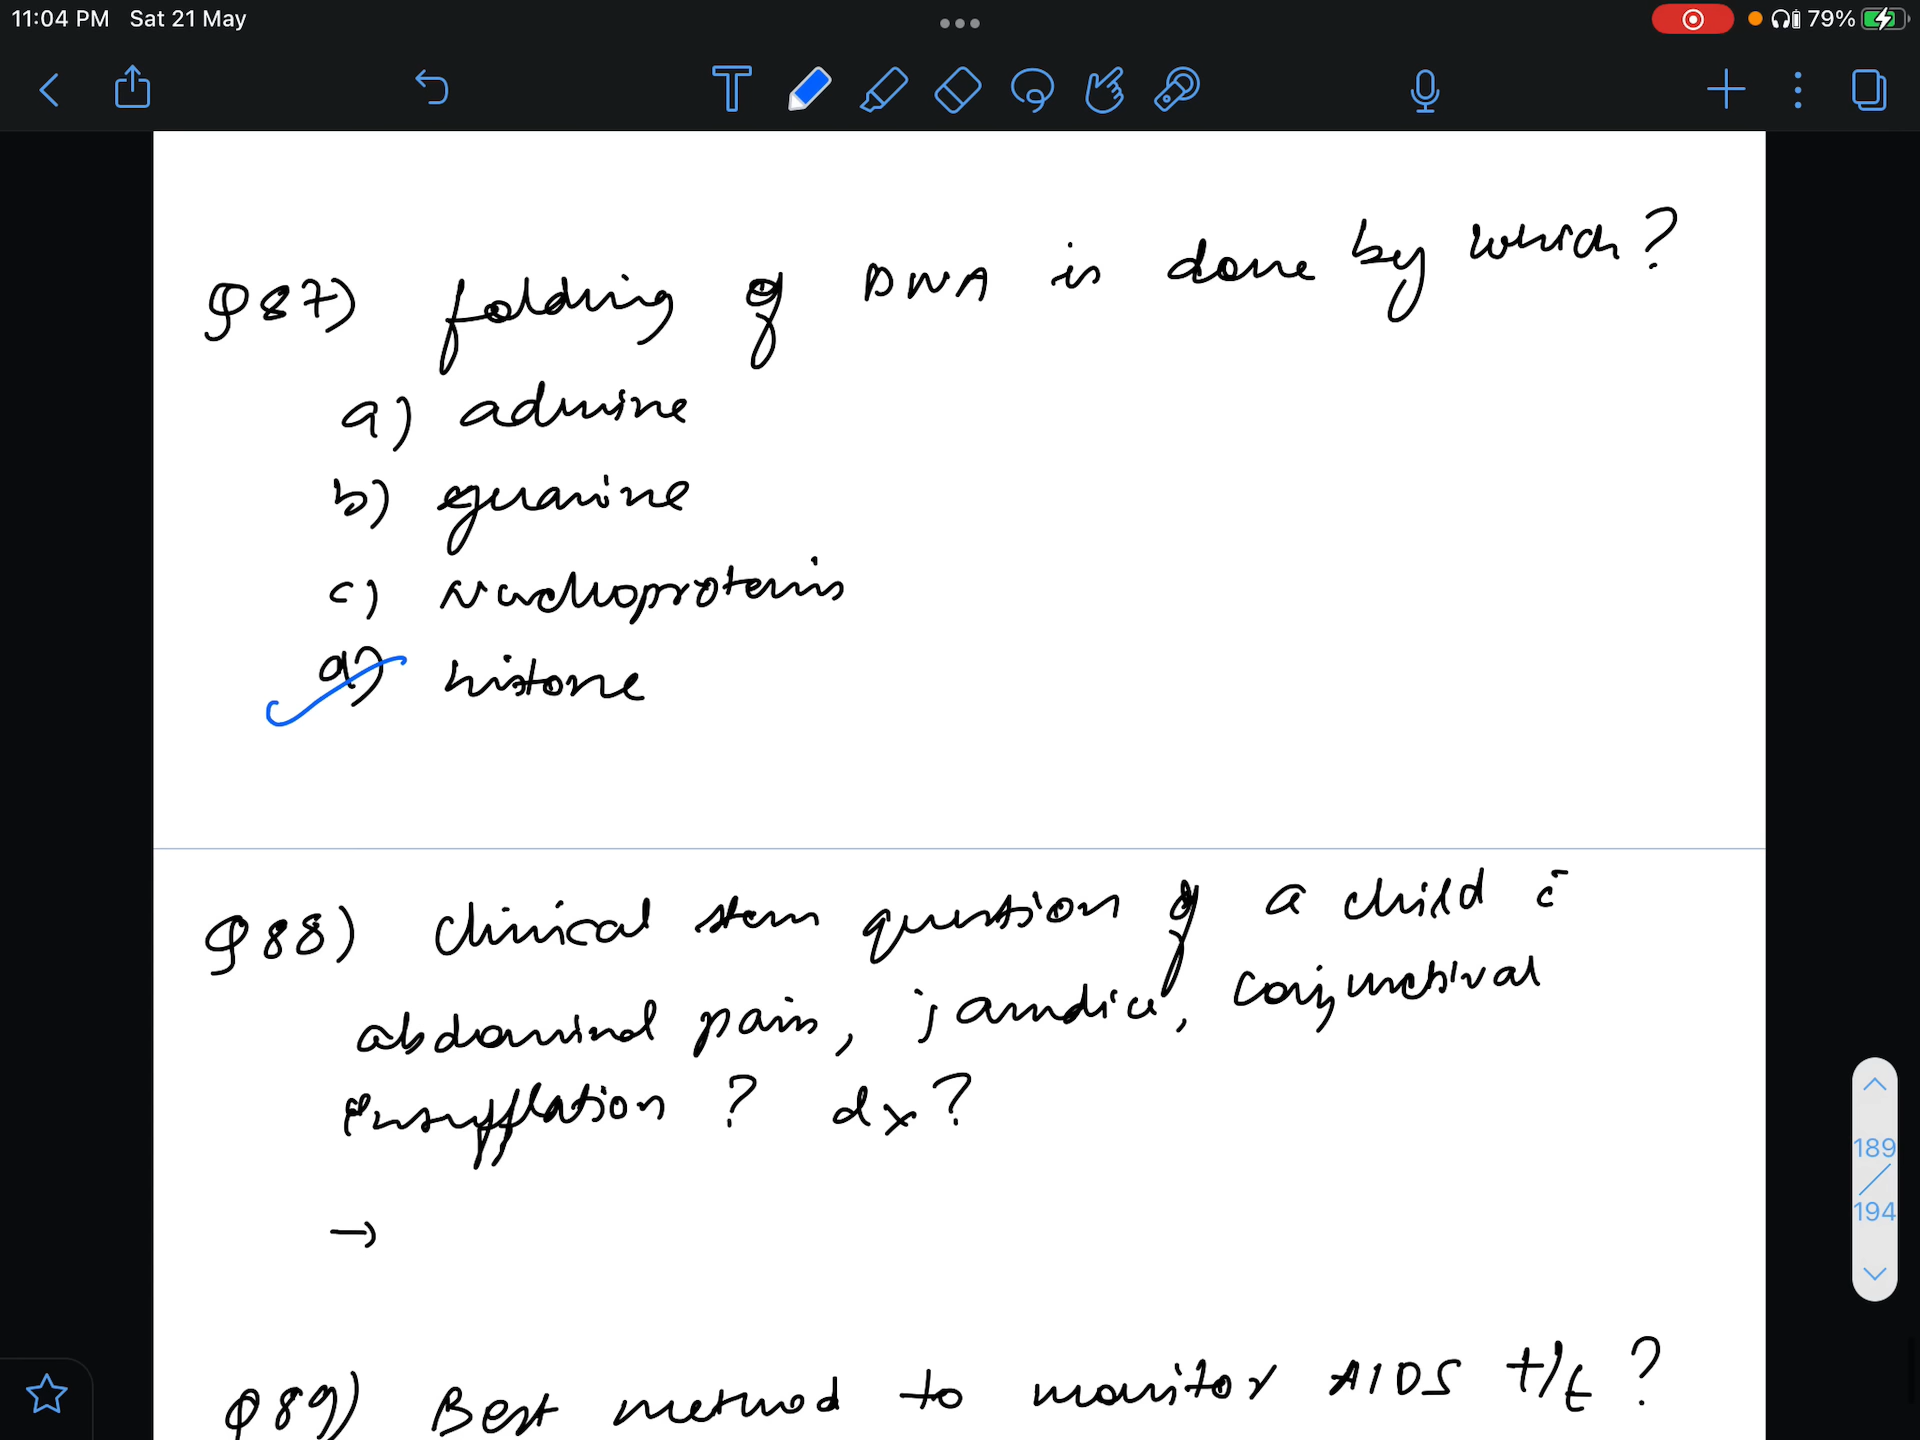 11:04 PM Sat 21 May
79%
Q87) folding of DNA is done by which?
a) adenine
b) guanine
c) Nucleoproteins
d) histone
Q88) Clinical stem question of a child c̄
abdominal pain, jaundice, conjunctival
insufflation ? dx?
→
189
194
Q89) Best method to monitor AIDS t/t ?